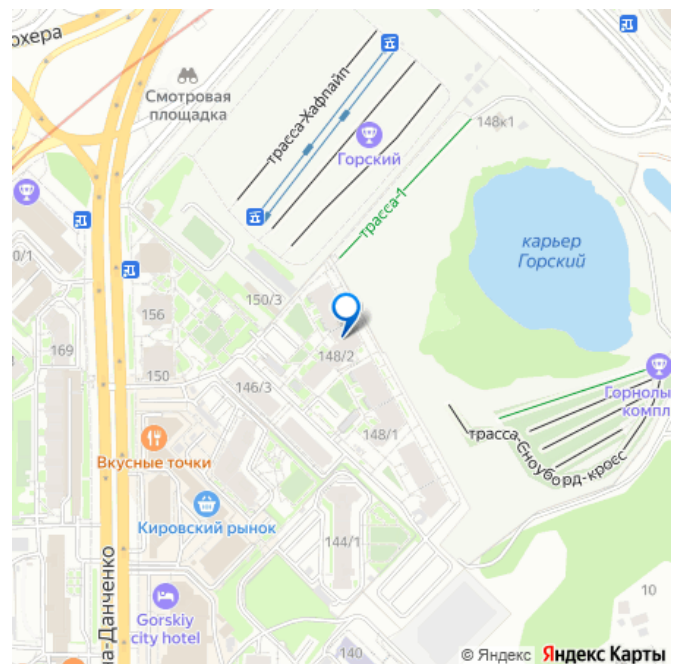 охера
Смотровая
площадка
трасса-Хафпайп
Горский
148к1
трасса-1
карьер
Горский
0/1
150/3
156
169
148/2
150
146/3
Горнолы
компл
148/1
трасса-Сноуборд-кросс
Вкусные точки
Кировский рынок
144/1
на-Данченко
10
Gorskiy
city hotel
140
© Яндекс Яндекс Карты